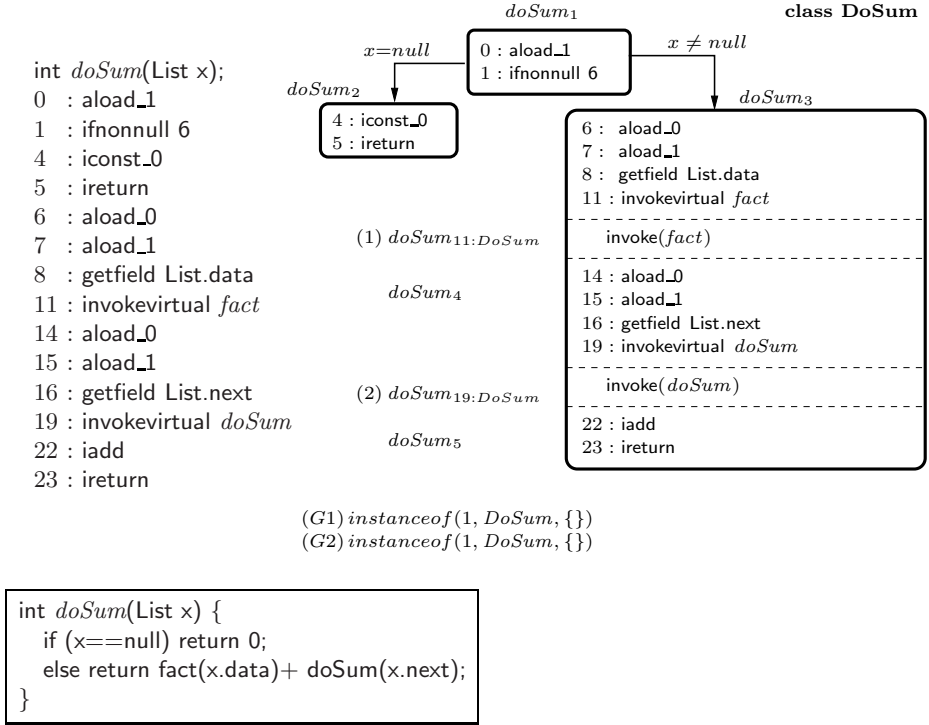 class DoSum
doSum₁
x=null
x ≠ null
0 : aload_1
1 : ifnonnull 6
doSum₂
4 : iconst_0
5 : ireturn
doSum₃
6 : aload_0
7 : aload_1
8 : getfield List.data
11 : invokevirtual fact
invoke(fact)
14 : aload_0
15 : aload_1
16 : getfield List.next
19 : invokevirtual doSum
invoke(doSum)
22 : iadd
23 : ireturn
(1) doSum₁₁:DoSum
doSum₄
(2) doSum₁₉:DoSum
doSum₅
int doSum(List x);
0 : aload_1
1 : ifnonnull 6
4 : iconst_0
5 : ireturn
6 : aload_0
7 : aload_1
8 : getfield List.data
11 : invokevirtual fact
14 : aload_0
15 : aload_1
16 : getfield List.next
19 : invokevirtual doSum
22 : iadd
23 : ireturn
(G1) instanceof(1, DoSum, {})
(G2) instanceof(1, DoSum, {})
int doSum(List x) {
if (x==null) return 0;
else return fact(x.data)+ doSum(x.next);
}